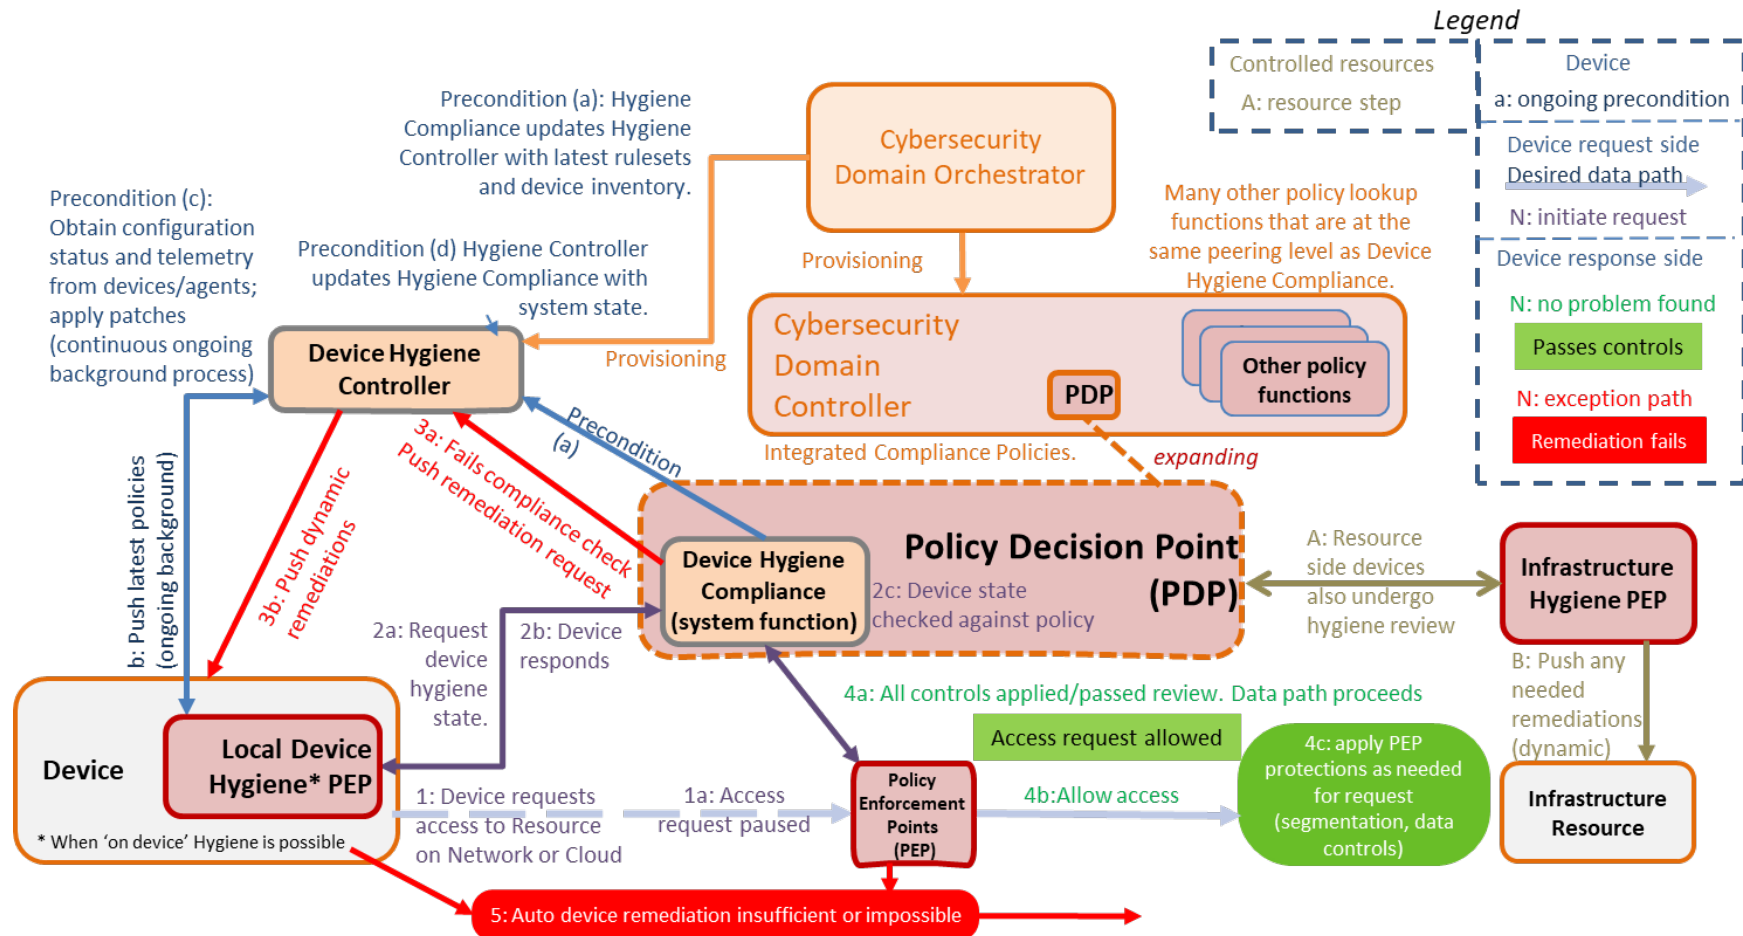 Legend
Controlled resources
A: resource step
Device
a: ongoing precondition
Device request side
Desired data path
N: initiate request
Device response side
N: no problem found
Passes controls
N: exception path
Remediation fails
Precondition (a): Hygiene
Compliance updates Hygiene
Controller with latest rulesets
and device inventory.
Cybersecurity
Domain Orchestrator
Precondition (c):
Obtain configuration
status and telemetry
from devices/agents;
apply patches
(continuous ongoing
background process)
Precondition (d) Hygiene Controller
updates Hygiene Compliance with
system state.
Provisioning
Provisioning
Many other policy lookup
functions that are at the
same peering level as Device
Hygiene Compliance.
Device Hygiene
Controller
Cybersecurity
Domain
Controller
PDP
Other policy
functions
Integrated Compliance Policies.
expanding
Precondition
(a)
3a: Fails compliance check
Push remediation request
3b: Push dynamic
remediations
b: Push latest policies
(ongoing background)
Policy Decision Point
(PDP)
Device Hygiene
Compliance
(system function)
2c: Device state
checked against policy
A: Resource
side devices
also undergo
hygiene review
Infrastructure
Hygiene PEP
2a: Request
device
hygiene
state.
2b: Device
responds
B: Push any
needed
remediations
(dynamic)
4a: All controls applied/passed review. Data path proceeds
Access request allowed
Device
Local Device
Hygiene* PEP
* When ‘on device’ Hygiene is possible
1: Device requests
access to Resource
on Network or Cloud
1a: Access
request paused
Policy
Enforcement
Points
(PEP)
4b:Allow access
4c: apply PEP
protections as needed
for request
(segmentation, data
controls)
Infrastructure
Resource
5: Auto device remediation insufficient or impossible